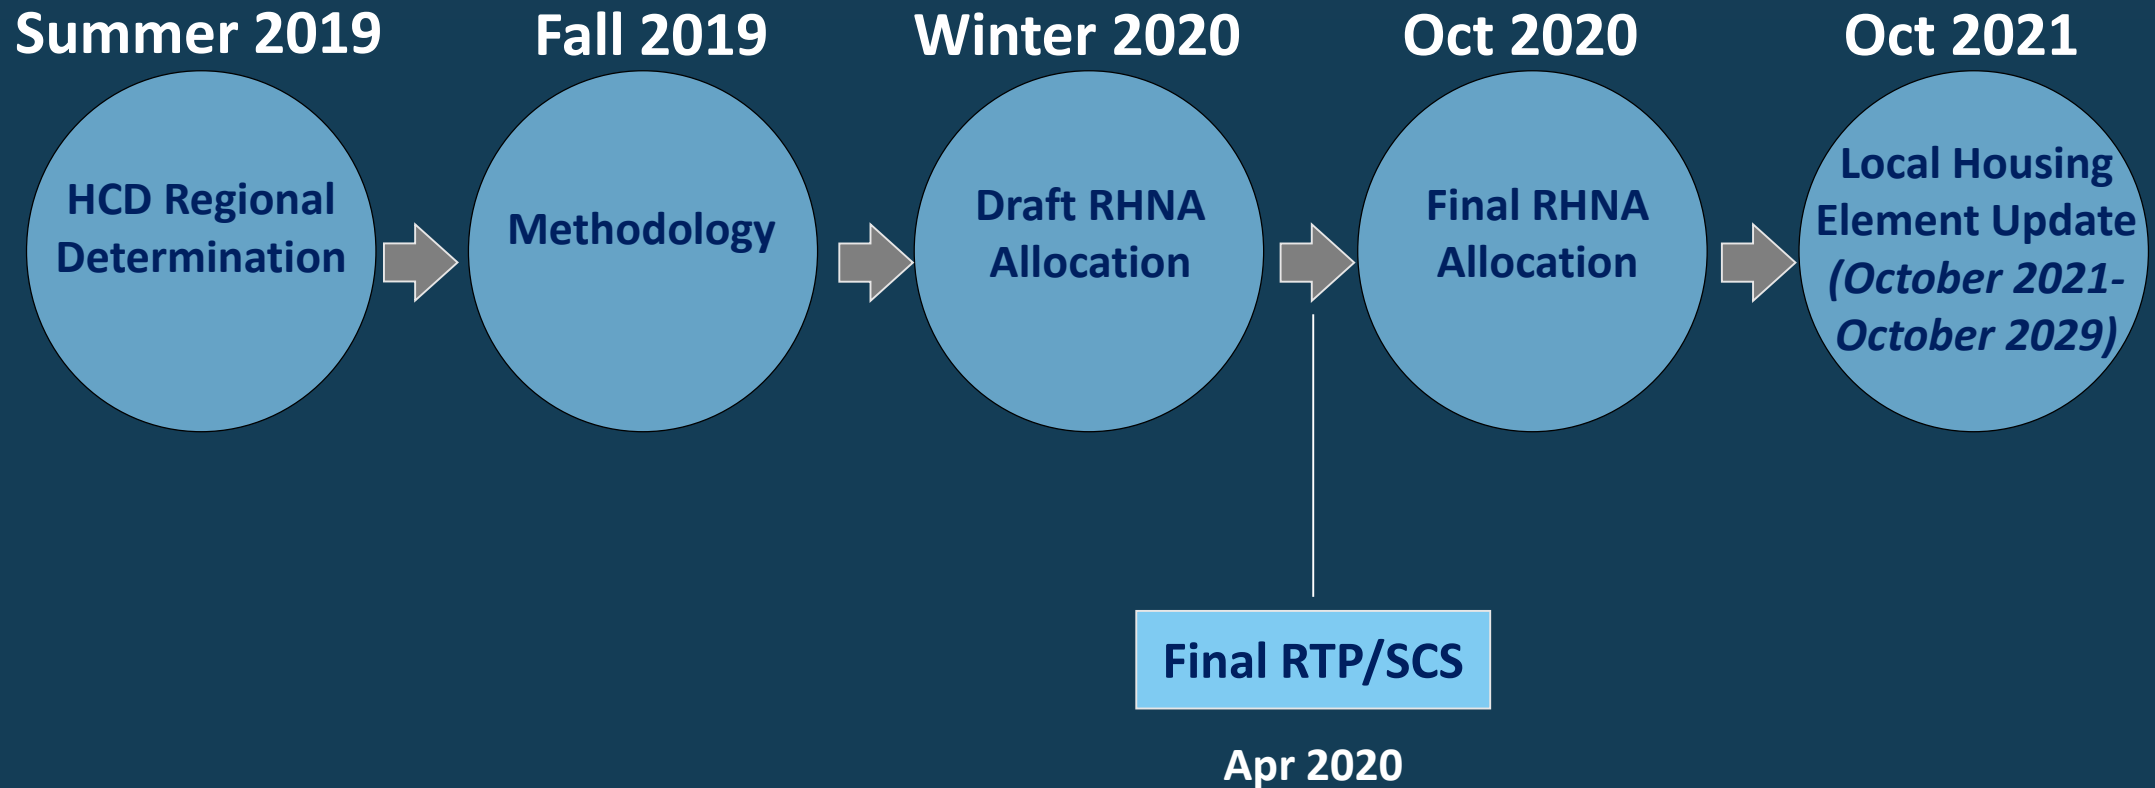 Summer 2019
HCD Regional
Determination
Fall 2019
Methodology
Winter 2020
Draft RHNA
Allocation
Oct 2020
Final RHNA
Allocation
Oct 2021
Local Housing
Element Update
(October 2021-
October 2029)
Final RTP/SCS
Apr 2020